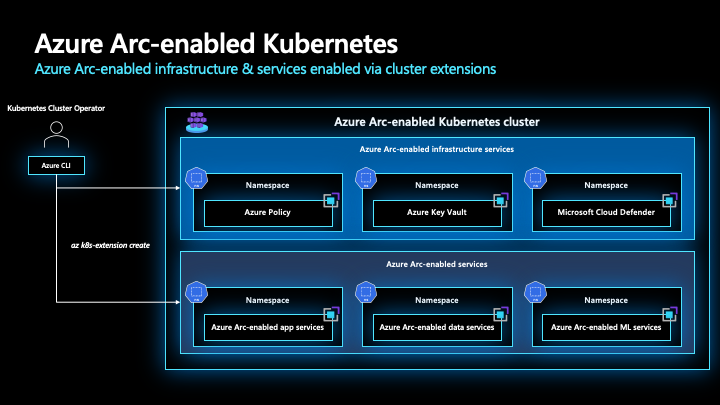 Azure Arc-enabled Kubernetes
Azure Arc-enabled infrastructure & services enabled via cluster extensions
Kubernetes Cluster Operator
Azure CLI
az k8s-extension create
Azure Arc-enabled Kubernetes cluster
Azure Arc-enabled infrastructure services
Namespace
Azure Policy
Namespace
Azure Key Vault
Namespace
Microsoft Cloud Defender
Azure Arc-enabled services
Namespace
Azure Arc-enabled app services
Namespace
Azure Arc-enabled data services
Namespace
Azure Arc-enabled ML services